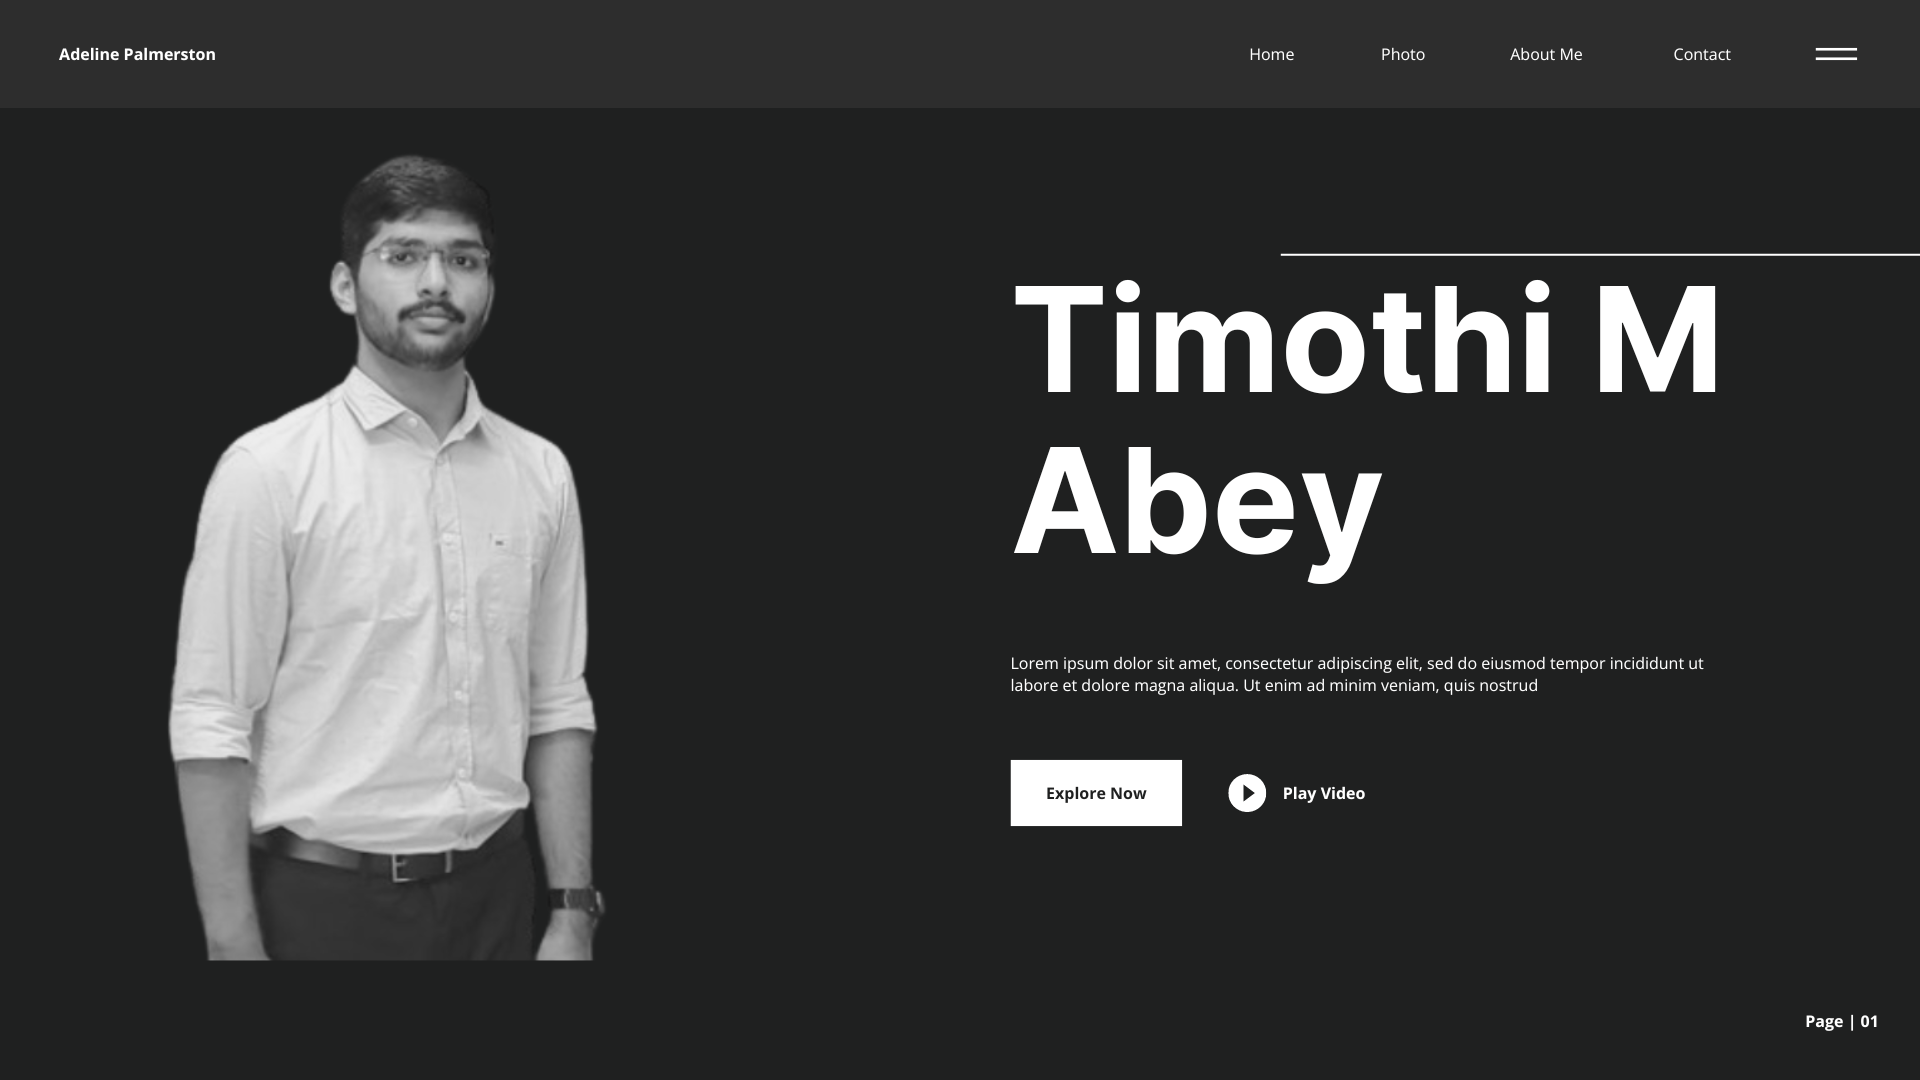 Adeline Palmerston
Home
Photo
About Me
Contact
Timothi M
Abey
Lorem ipsum dolor sit amet, consectetur adipiscing elit, sed do eiusmod tempor incididunt ut
labore et dolore magna aliqua. Ut enim ad minim veniam, quis nostrud
Explore Now
Play Video
Page | 01